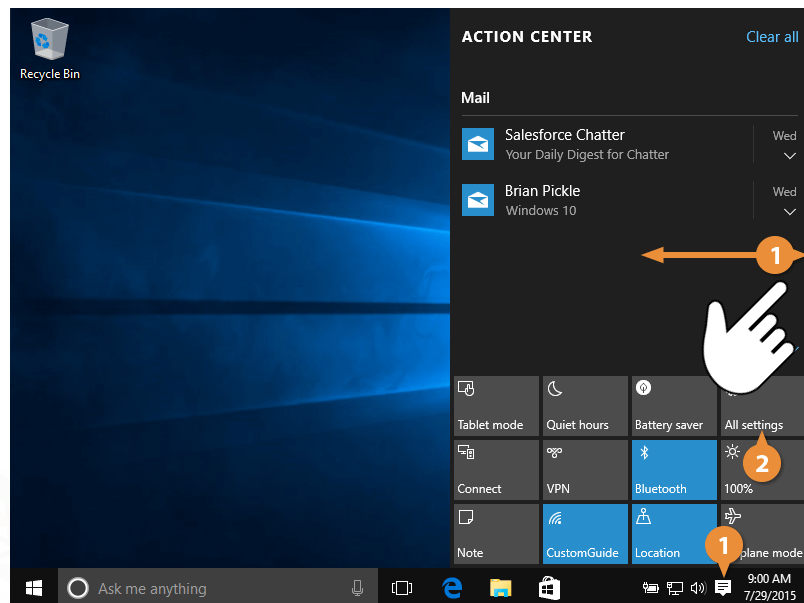 Recycle Bin
ACTION CENTER
Clear all
Mail
Salesforce Chatter
Wed
Your Daily Digest for Chatter
Brian Pickle
Wed
Windows 10
1
Tablet mode
Quiet hours
Battery saver
All settings
2
Connect
VPN
Bluetooth
100%
Note
CustomGuide
Location
plane mode
1
Ask me anything
9:00 AM
7/29/2015